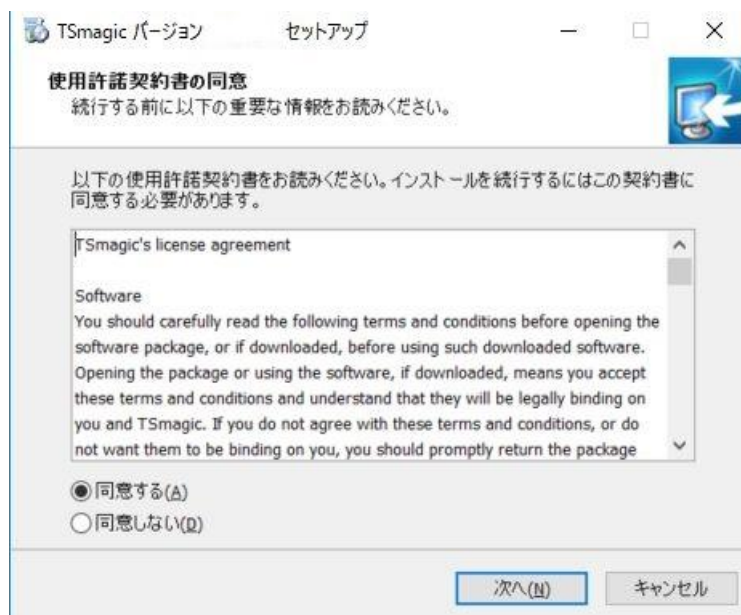 TSmagic バージョン セットアップ
使用許諾契約書の同意
続行する前に以下の重要な情報をお読みください。
以下の使用許諾契約書をお読みください。インストールを続行するにはこの契約書に
同意する必要があります。
TSmagic's license agreement
Software
You should carefully read the following terms and conditions before opening the
software package, or if downloaded, before using such downloaded software.
Opening the package or using the software, if downloaded, means you accept
these terms and conditions and understand that they will be legally binding on
you and TSmagic. If you do not agree with these terms and conditions, or do
not want them to be binding on you, you should promptly return the package
同意する(A)
同意しない(D)
次へ(N) キャンセル